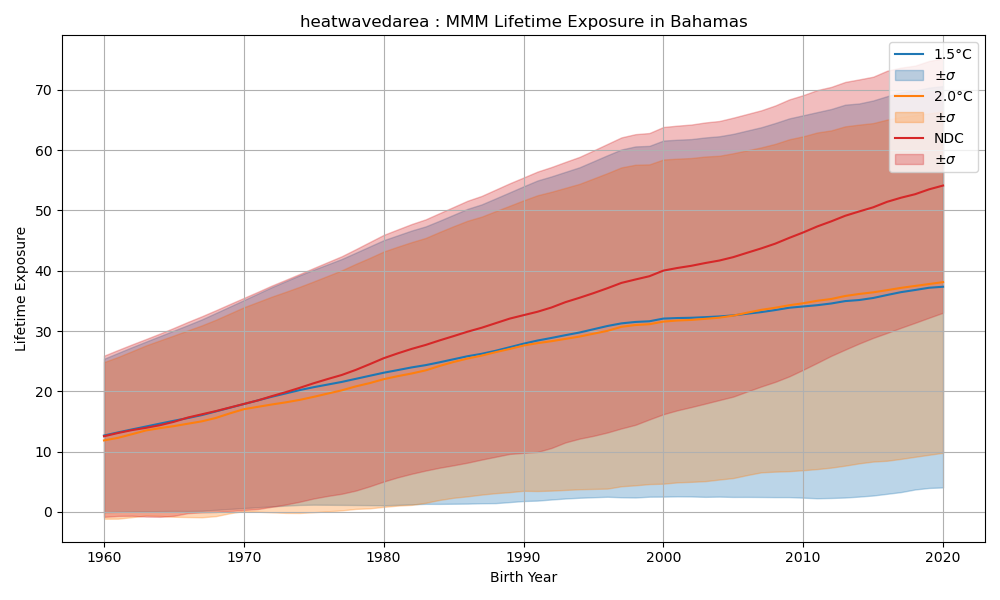 heatwavedarea : MMM Lifetime Exposure in Bahamas
Lifetime Exposure
70
60
50
40
30
20
10
0
1.5°C
±σ
2.0°C
±σ
NDC
±σ
1960
1970
1980
1990
2000
2010
2020
Birth Year